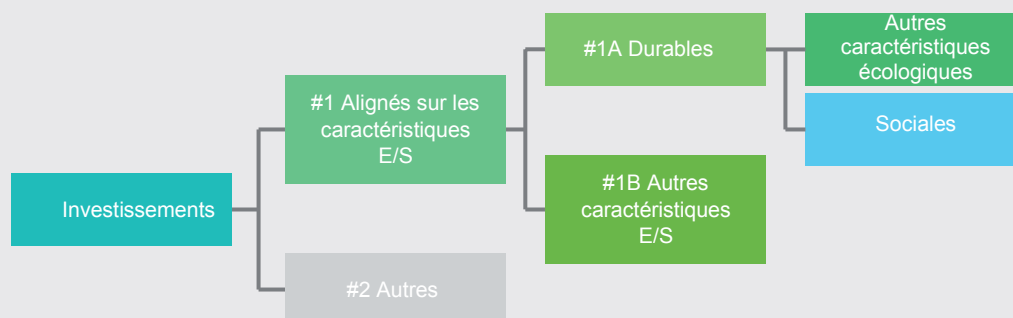 Investissements
#1 Alignés sur les
caractéristiques
E/S
#2 Autres
#1A Durables
#1B Autres
caractéristiques
E/S
Autres
caractéristiques
écologiques
Sociales